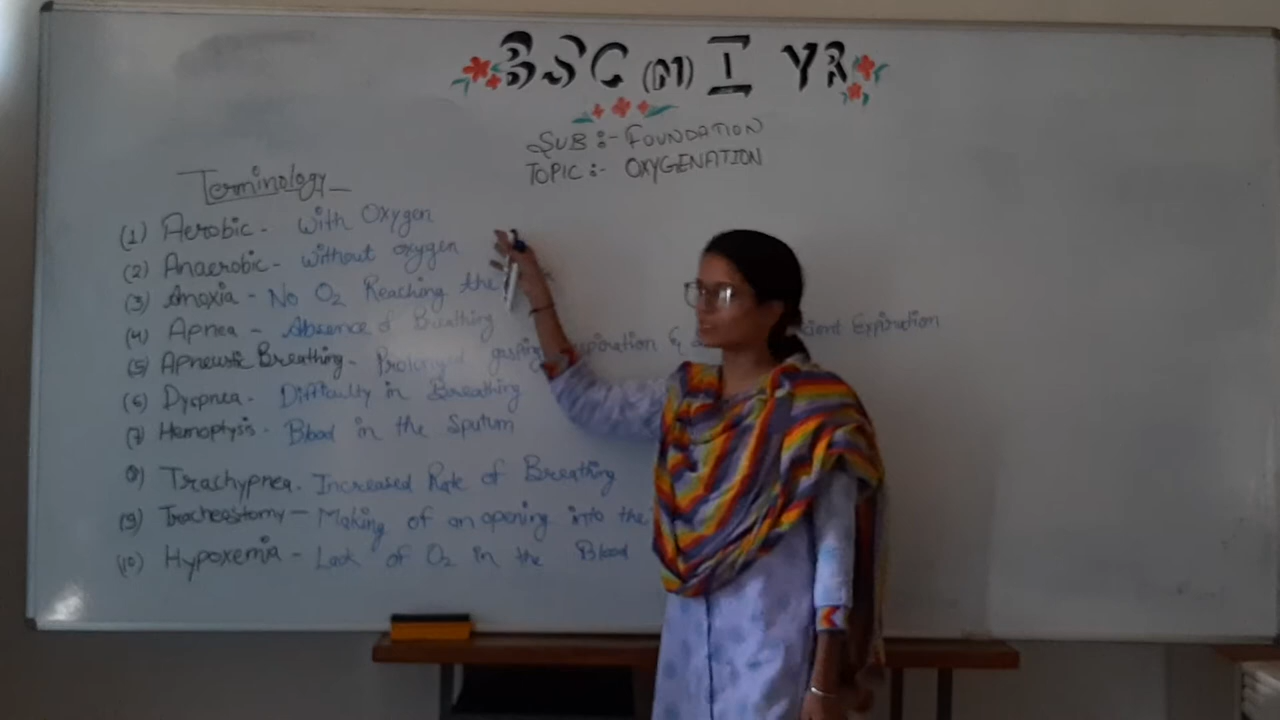 BSC (N) I YR
SUB :- FOUNDATION
TOPIC :- OXYGENATION
Terminology
(1) Aerobic - With Oxygen
(2) Anaerobic - Without oxygen
(3) Anoxia - No O2 Reaching the
(4) Apnea - Absence of Breathing
(5) Apneustic Breathing - Prolonged gasping Expiration
(6) Dyspnea - Difficulty in Breathing
(7) Hemoptysis - Blood in the Sputum
8) Trachypnea - Increased Rate of Breathing
(9) Tracheostomy - Making of an opening into the
(10) Hypoxemia - Lack of O2 in the Blood